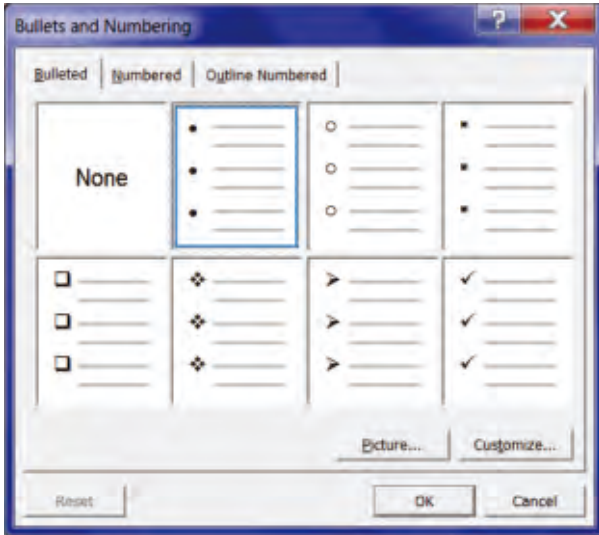 Bullets and Numbering
Bulleted Numbered Outline Numbered
None
Picture... Customize...
Reset OK Cancel